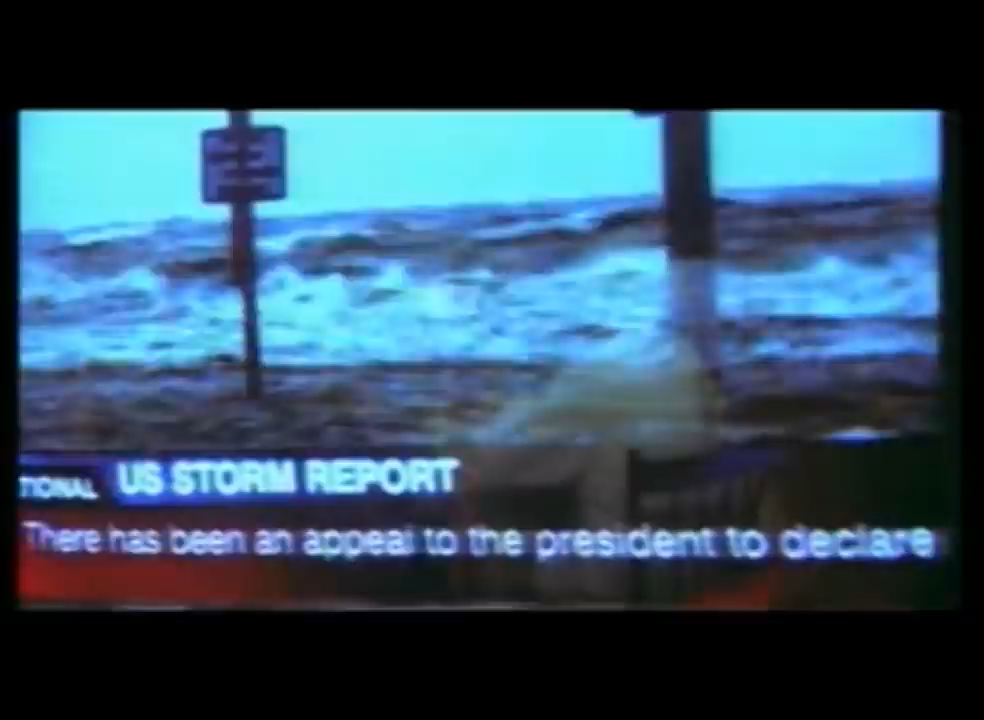 TIONAL US STORM REPORT
There has been an appeal to the president to declare